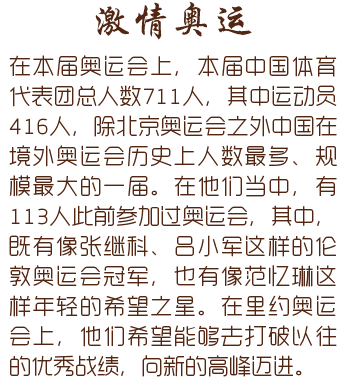 激情奥运
在本届奥运会上，本届中国体育
代表团总人数711人，其中运动员
416人，除北京奥运会之外中国在
境外奥运会历史上人数最多、规
模最大的一届。在他们当中，有
113人此前参加过奥运会，其中，
既有像张继科、吕小军这样的伦
敦奥运会冠军，也有像范忆琳这
样年轻的希望之星。在里约奥运
会上，他们希望能够去打破以往
的优秀战绩，向新的高峰迈进。